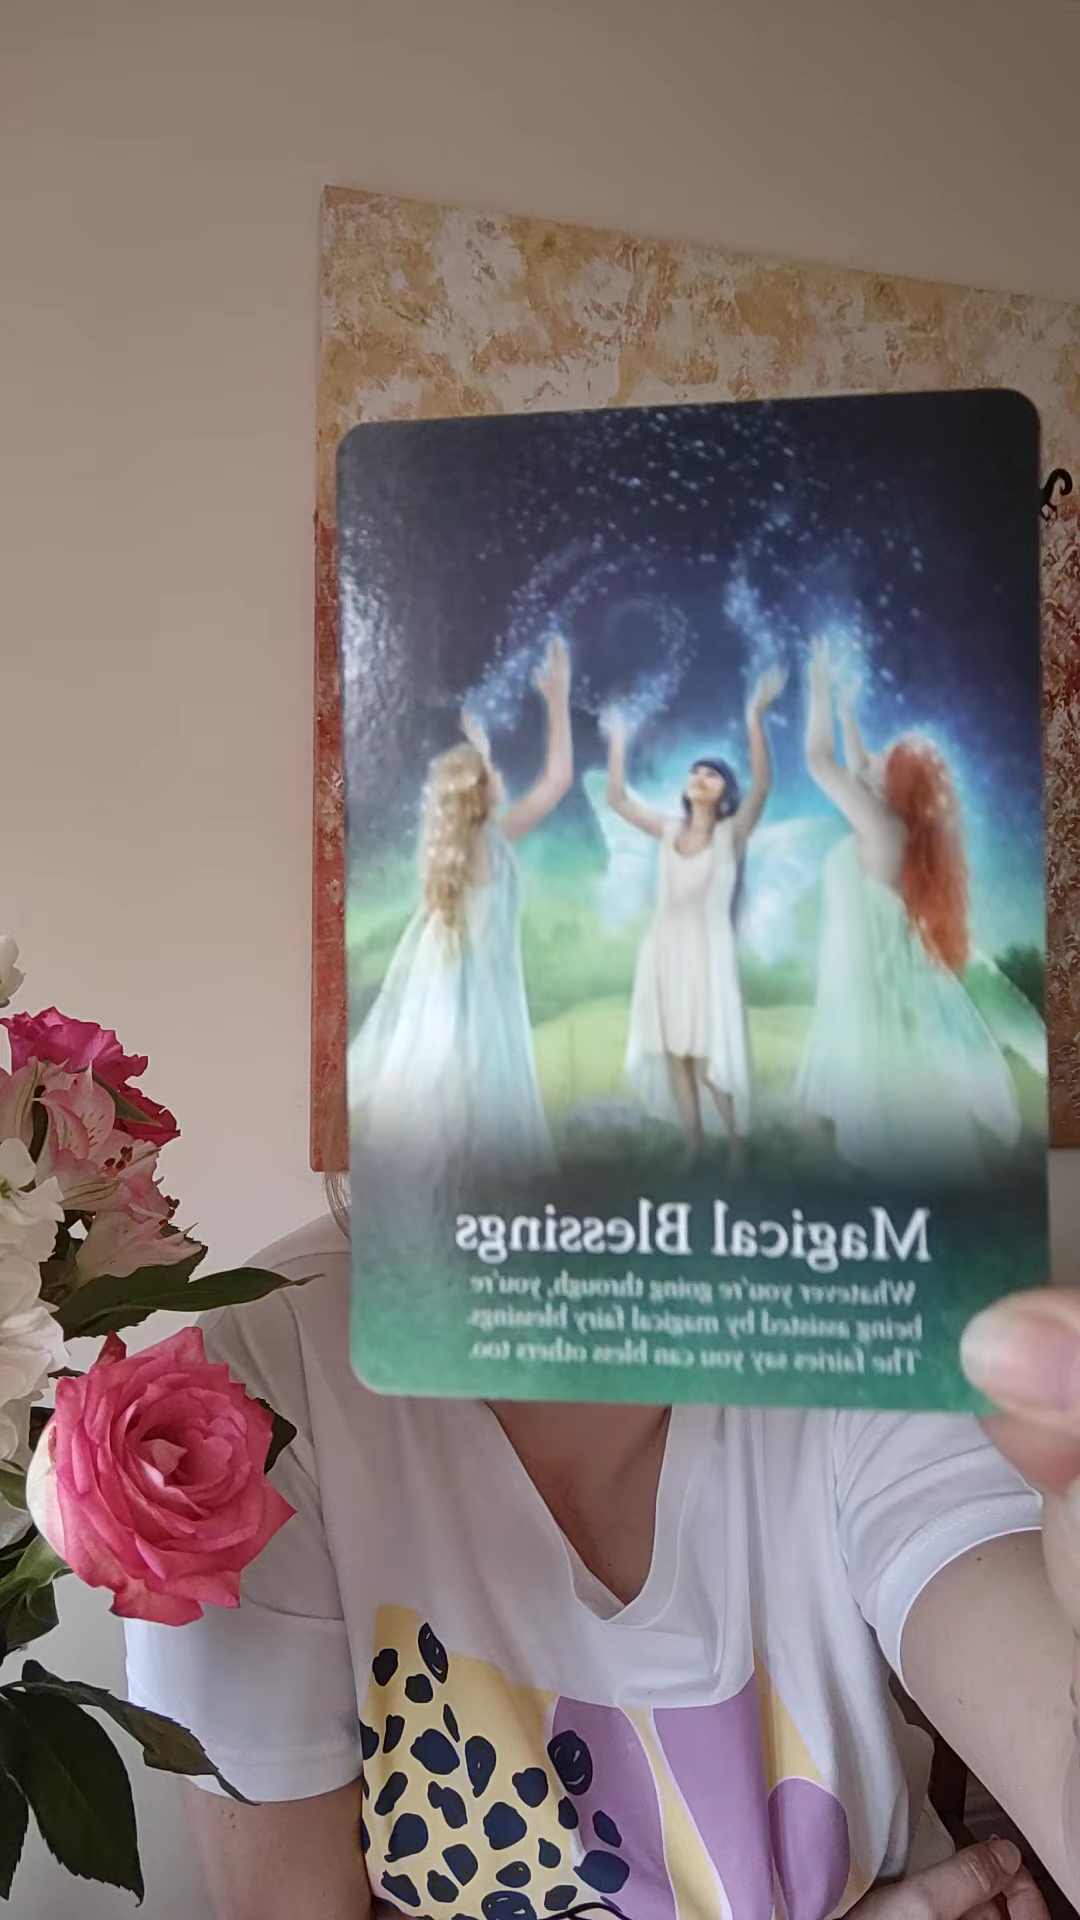 Magical Blessings
Whatever you're going through, you're
being assisted by magical fairy blessings.
The fairies say you can bless others too.